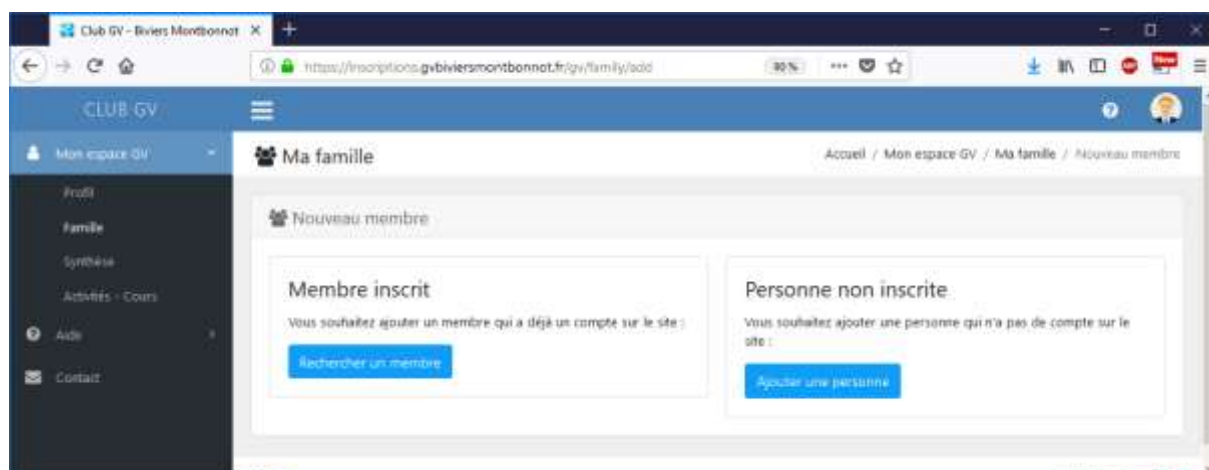 Club GV - Biviers Montbonnot
https://inscriptions.gvbiviersmontbonnot.fr/gv/family/add
80 %
New
CLUB GV
Mon espace GV
Ma famille
Accueil / Mon espace GV / Ma famille / Nouveau membre
Profil
Famille
Synthèse
Activités - Cours
Aide
Contact
Nouveau membre
Membre inscrit
Vous souhaitez ajouter un membre qui a déjà un compte sur le site :
Rechercher un membre
Personne non inscrite
Vous souhaitez ajouter une personne qui n'a pas de compte sur le
site :
Ajouter une personne